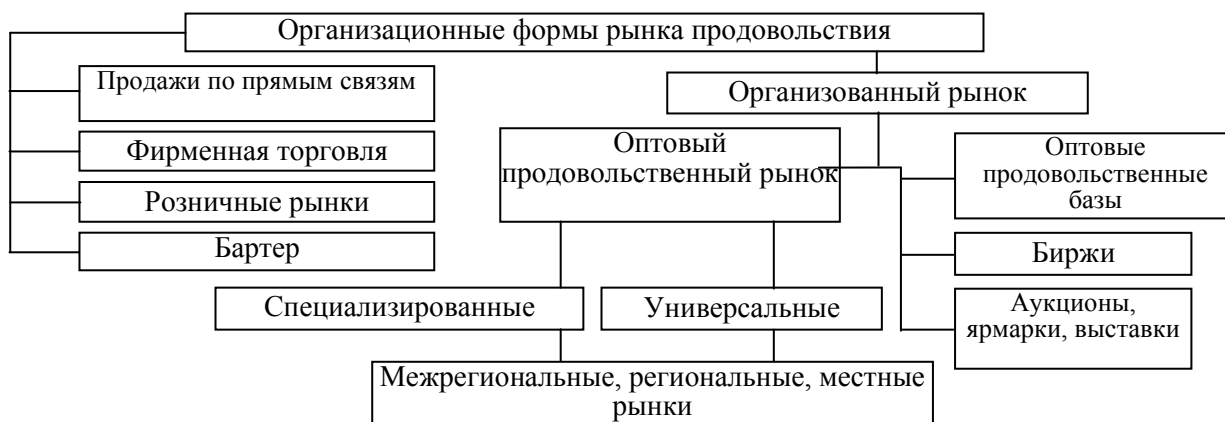 Организационные формы рынка продовольствия
Продажи по прямым связям
Организованный рынок
Фирменная торговля
Оптовый
продовольственный рынок
Оптовые
продовольственные
базы
Розничные рынки
Бартер
Биржи
Специализированные
Универсальные
Аукционы,
ярмарки, выставки
Межрегиональные, региональные, местные
рынки